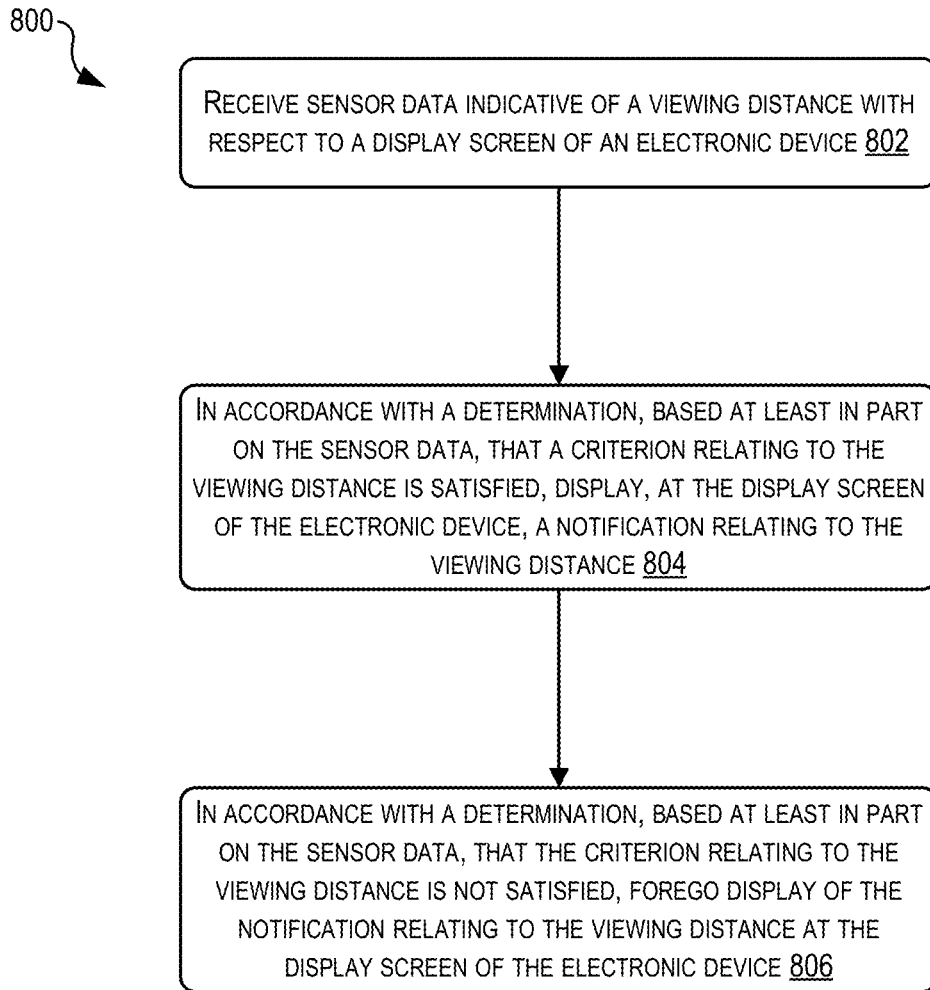 800
RECEIVE SENSOR DATA INDICATIVE OF A VIEWING DISTANCE WITH
RESPECT TO A DISPLAY SCREEN OF AN ELECTRONIC DEVICE 802
IN ACCORDANCE WITH A DETERMINATION, BASED AT LEAST IN PART
ON THE SENSOR DATA, THAT A CRITERION RELATING TO THE
VIEWING DISTANCE IS SATISFIED, DISPLAY, AT THE DISPLAY SCREEN
OF THE ELECTRONIC DEVICE, A NOTIFICATION RELATING TO THE
VIEWING DISTANCE 804
IN ACCORDANCE WITH A DETERMINATION, BASED AT LEAST IN PART
ON THE SENSOR DATA, THAT THE CRITERION RELATING TO THE
VIEWING DISTANCE IS NOT SATISFIED, FOREGO DISPLAY OF THE
NOTIFICATION RELATING TO THE VIEWING DISTANCE AT THE
DISPLAY SCREEN OF THE ELECTRONIC DEVICE 806